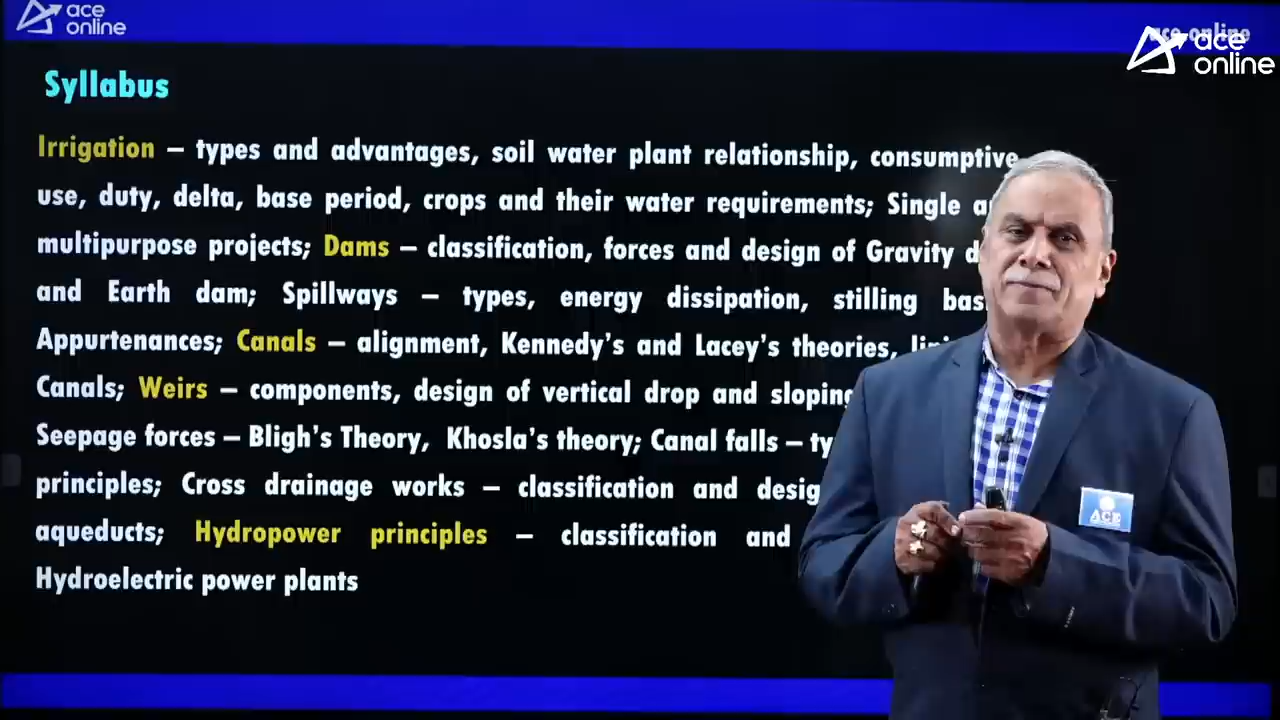 ace
online
ace online
ace
online
Syllabus
Irrigation – types and advantages, soil water plant relationship, consumptive
use, duty, delta, base period, crops and their water requirements; Single
multipurpose projects; Dams – classification, forces and design of Gravity
and Earth dam; Spillways – types, energy dissipation, stilling
Appurtenances; Canals – alignment, Kennedy's and Lacey's theories,
Canals; Weirs – components, design of vertical drop and sloping
Seepage forces – Bligh's Theory, Khosla's theory; Canal falls –
principles; Cross drainage works – classification and
aqueducts; Hydropower principles – classification and
Hydroelectric power plants
ACE